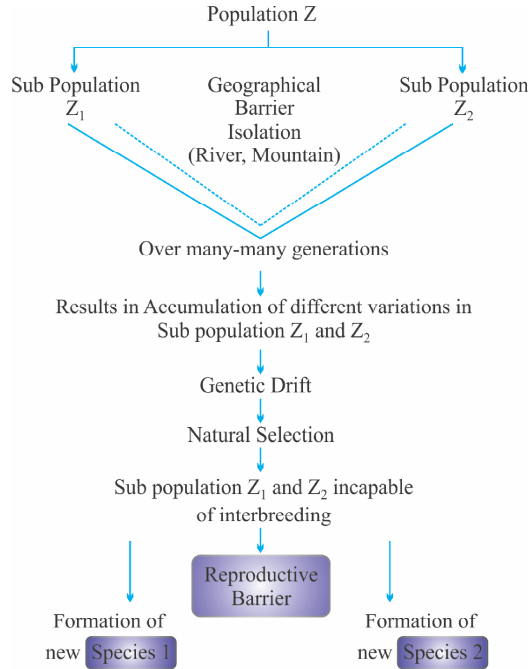 Population Z
Sub Population
Z₁
Geographical
Barrier
Isolation
(River, Mountain)
Sub Population
Z₂
Over many-many generations
Results in Accumulation of different variations in
Sub population Z₁ and Z₂
Genetic Drift
Natural Selection
Sub population Z₁ and Z₂ incapable
of interbreeding
Reproductive
Barrier
Formation of
new Species 1
Formation of
new Species 2